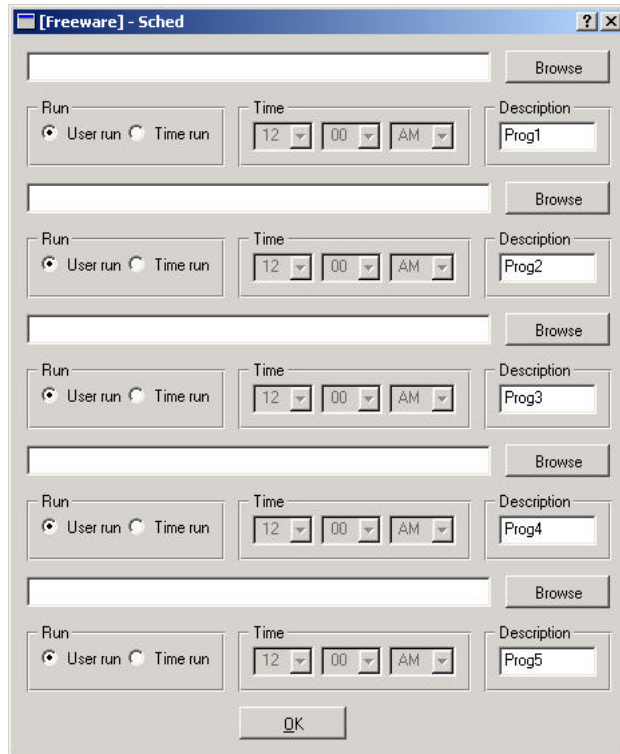 [Freeware] - Sched
Browse
Run Time Description
User run Time run 12 00 AM Prog1
Browse
Run Time Description
User run Time run 12 00 AM Prog2
Browse
Run Time Description
User run Time run 12 00 AM Prog3
Browse
Run Time Description
User run Time run 12 00 AM Prog4
Browse
Run Time Description
User run Time run 12 00 AM Prog5
OK